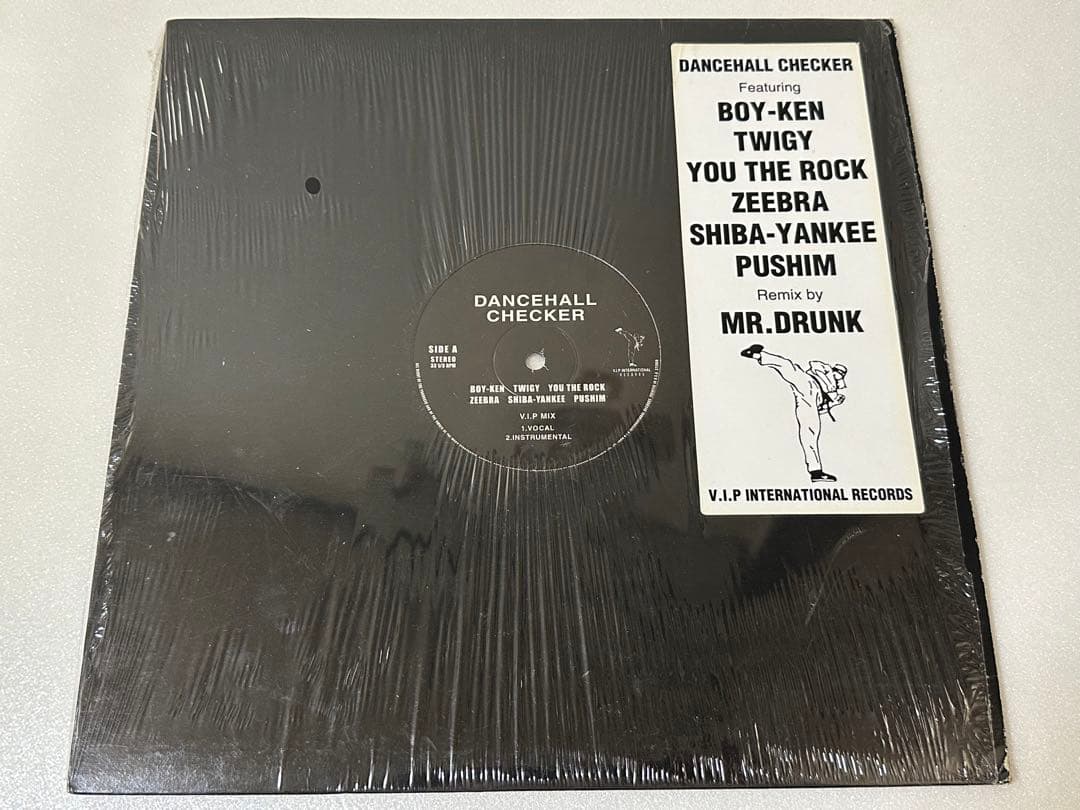 DANCEHALL CHECKER
Featuring
BOY-KEN
TWIGY
YOU THE ROCK
ZEEBRA
SHIBA-YANKEE
PUSHIM
Remix by
MR.DRUNK
V.I.P INTERNATIONAL RECORDS
DANCEHALL
CHECKER
SIDE A
STEREO
33 1/3 RPM
V.I.P INTERNATIONAL
RECORDS
BOY-KEN TWIGY YOU THE ROCK
ZEEBRA SHIBA-YANKEE PUSHIM
V.I.P MIX
1.VOCAL
2.INSTRUMENTAL